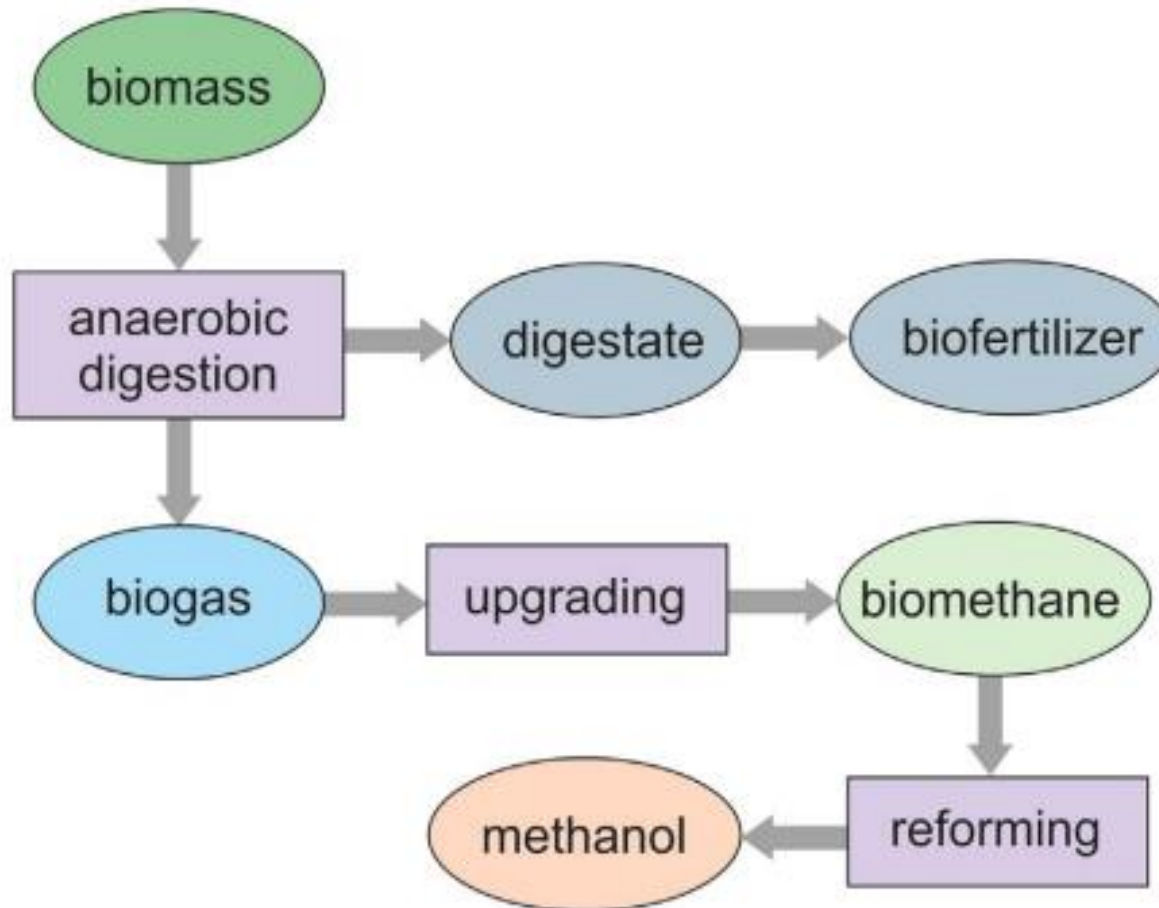 biomass
anaerobic
digestion
digestate
biofertilizer
biogas
upgrading
biomethane
methanol
reforming